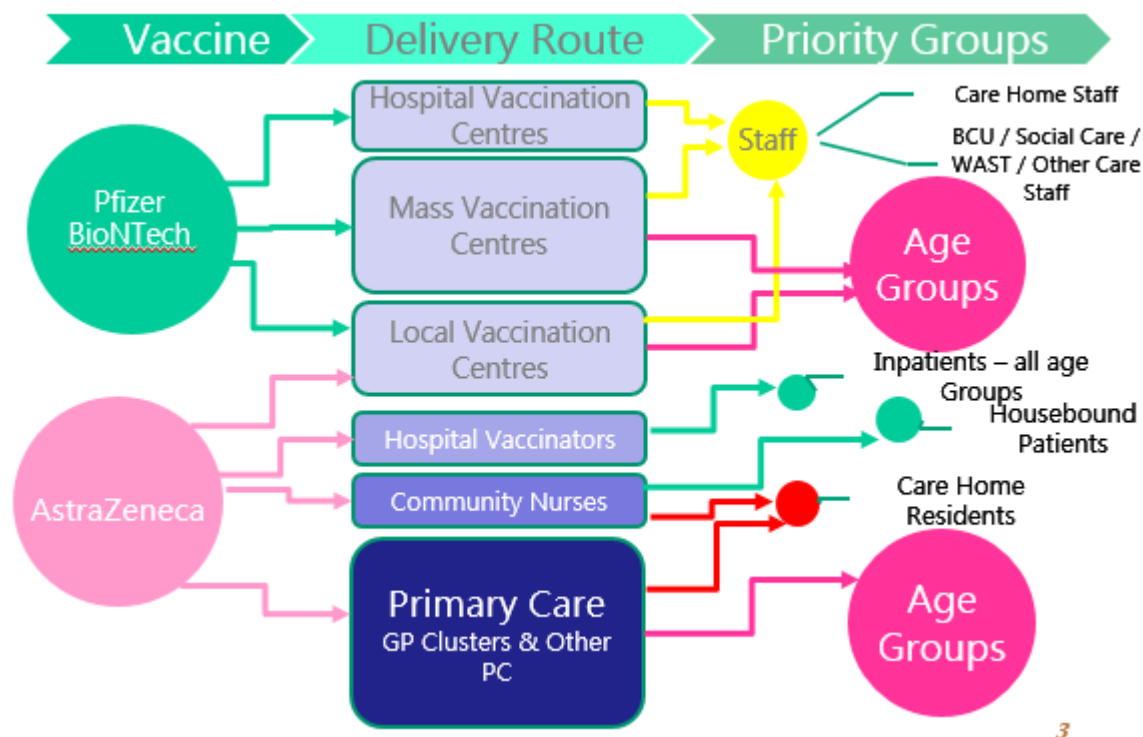 Vaccine
Delivery Route
Priority Groups
Pfizer
BioNTech
AstraZeneca
Hospital Vaccination
Centres
Mass Vaccination
Centres
Local Vaccination
Centres
Hospital Vaccinators
Community Nurses
Primary Care
GP Clusters & Other
PC
Staff
Care Home Staff
BCU / Social Care /
WAST / Other Care
Staff
Age
Groups
Inpatients – all age
Groups
Housebound
Patients
Care Home
Residents
Age
Groups
3